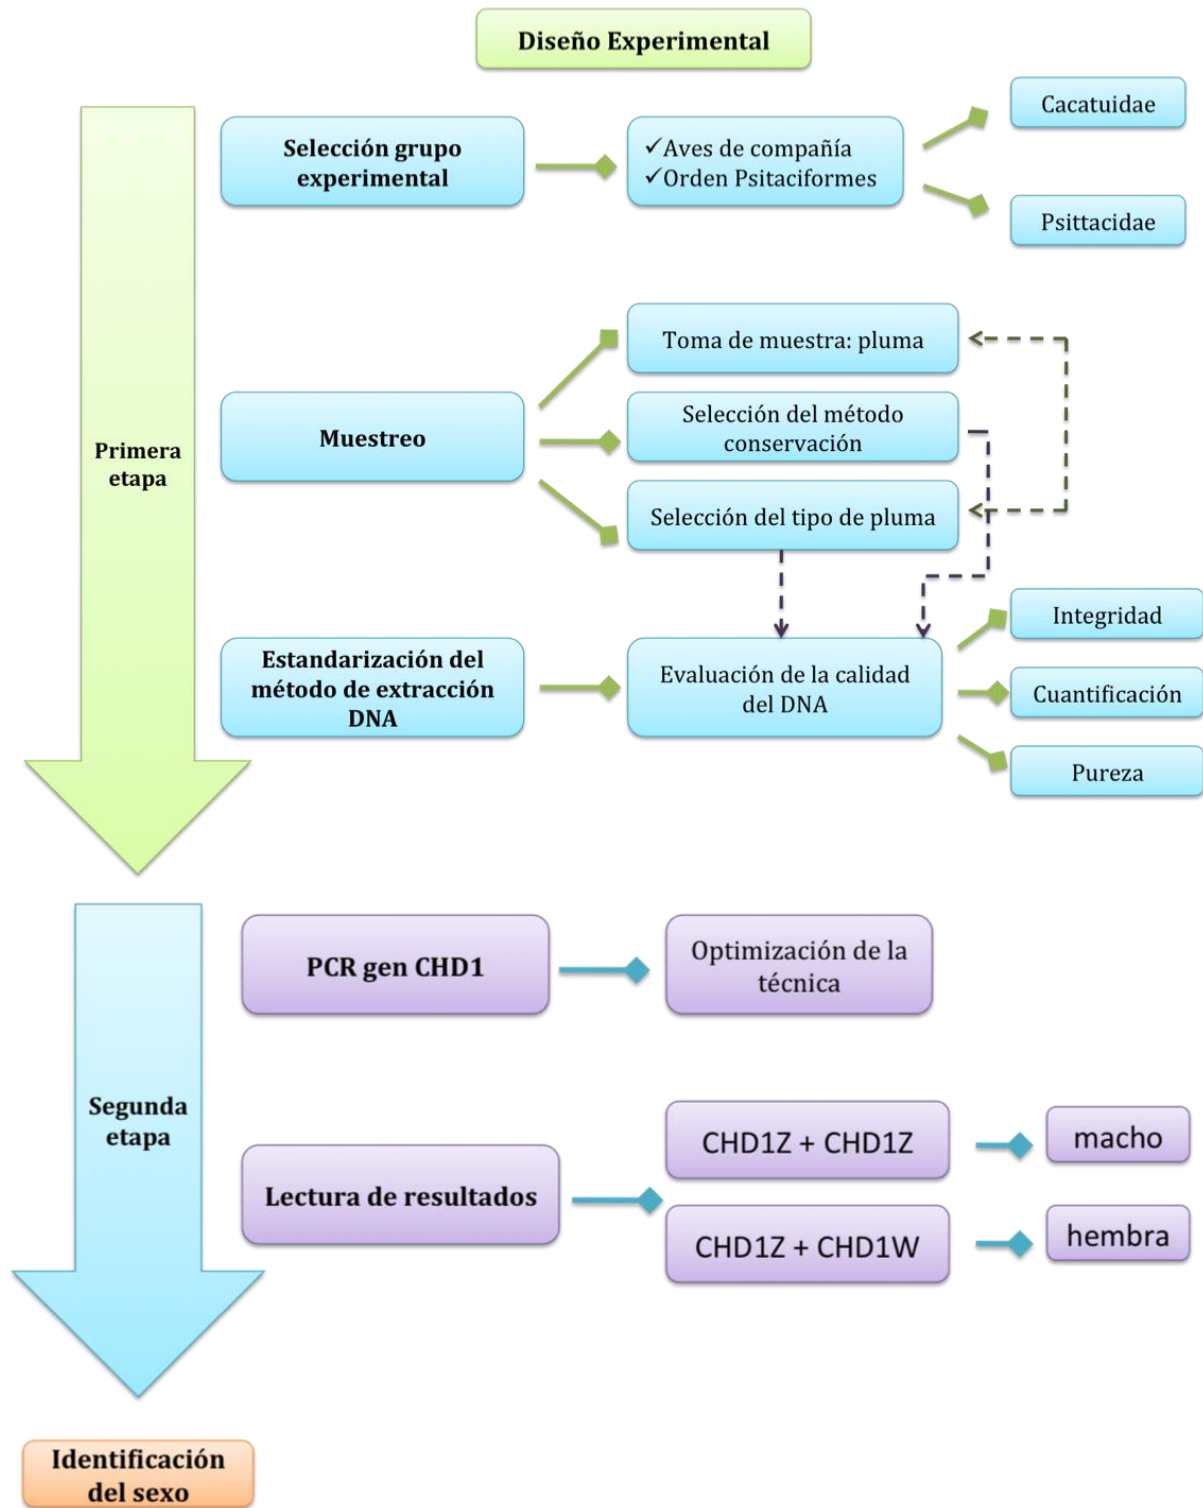 Diseño Experimental
Selección grupo
experimental
✓Aves de compañía
✓Orden Psitaciformes
Cacatuidae
Psittacidae
Primera
etapa
Muestreo
Toma de muestra: pluma
Selección del método
conservación
Selección del tipo de pluma
Estandarización del
método de extracción
DNA
Evaluación de la calidad
del DNA
Integridad
Cuantificación
Pureza
Segunda
etapa
PCR gen CHD1
Optimización de la
técnica
Lectura de resultados
CHD1Z + CHD1Z
macho
CHD1Z + CHD1W
hembra
Identificación
del sexo